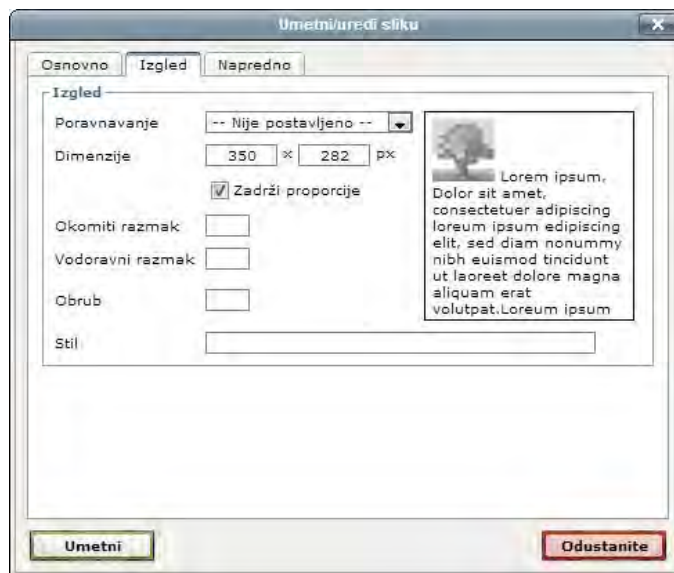 Umetni/uredi sliku
Osnovno Izgled Napredno
Izgled
Poravnavanje -- Nije postavljeno --
Dimenzije 350 x 282 px
Zadrži proporcije
Okomiti razmak
Vodoravni razmak
Obrub
Stil
Lorem ipsum,
Dolor sit amet,
consectetuer adipiscing
loreum ipsum edipiscing
elit, sed diam nonummy
nibh euismod tincidunt
ut laoreet dolore magna
aliquam erat
volutpat.Loreum ipsum
Umetni Odustanite